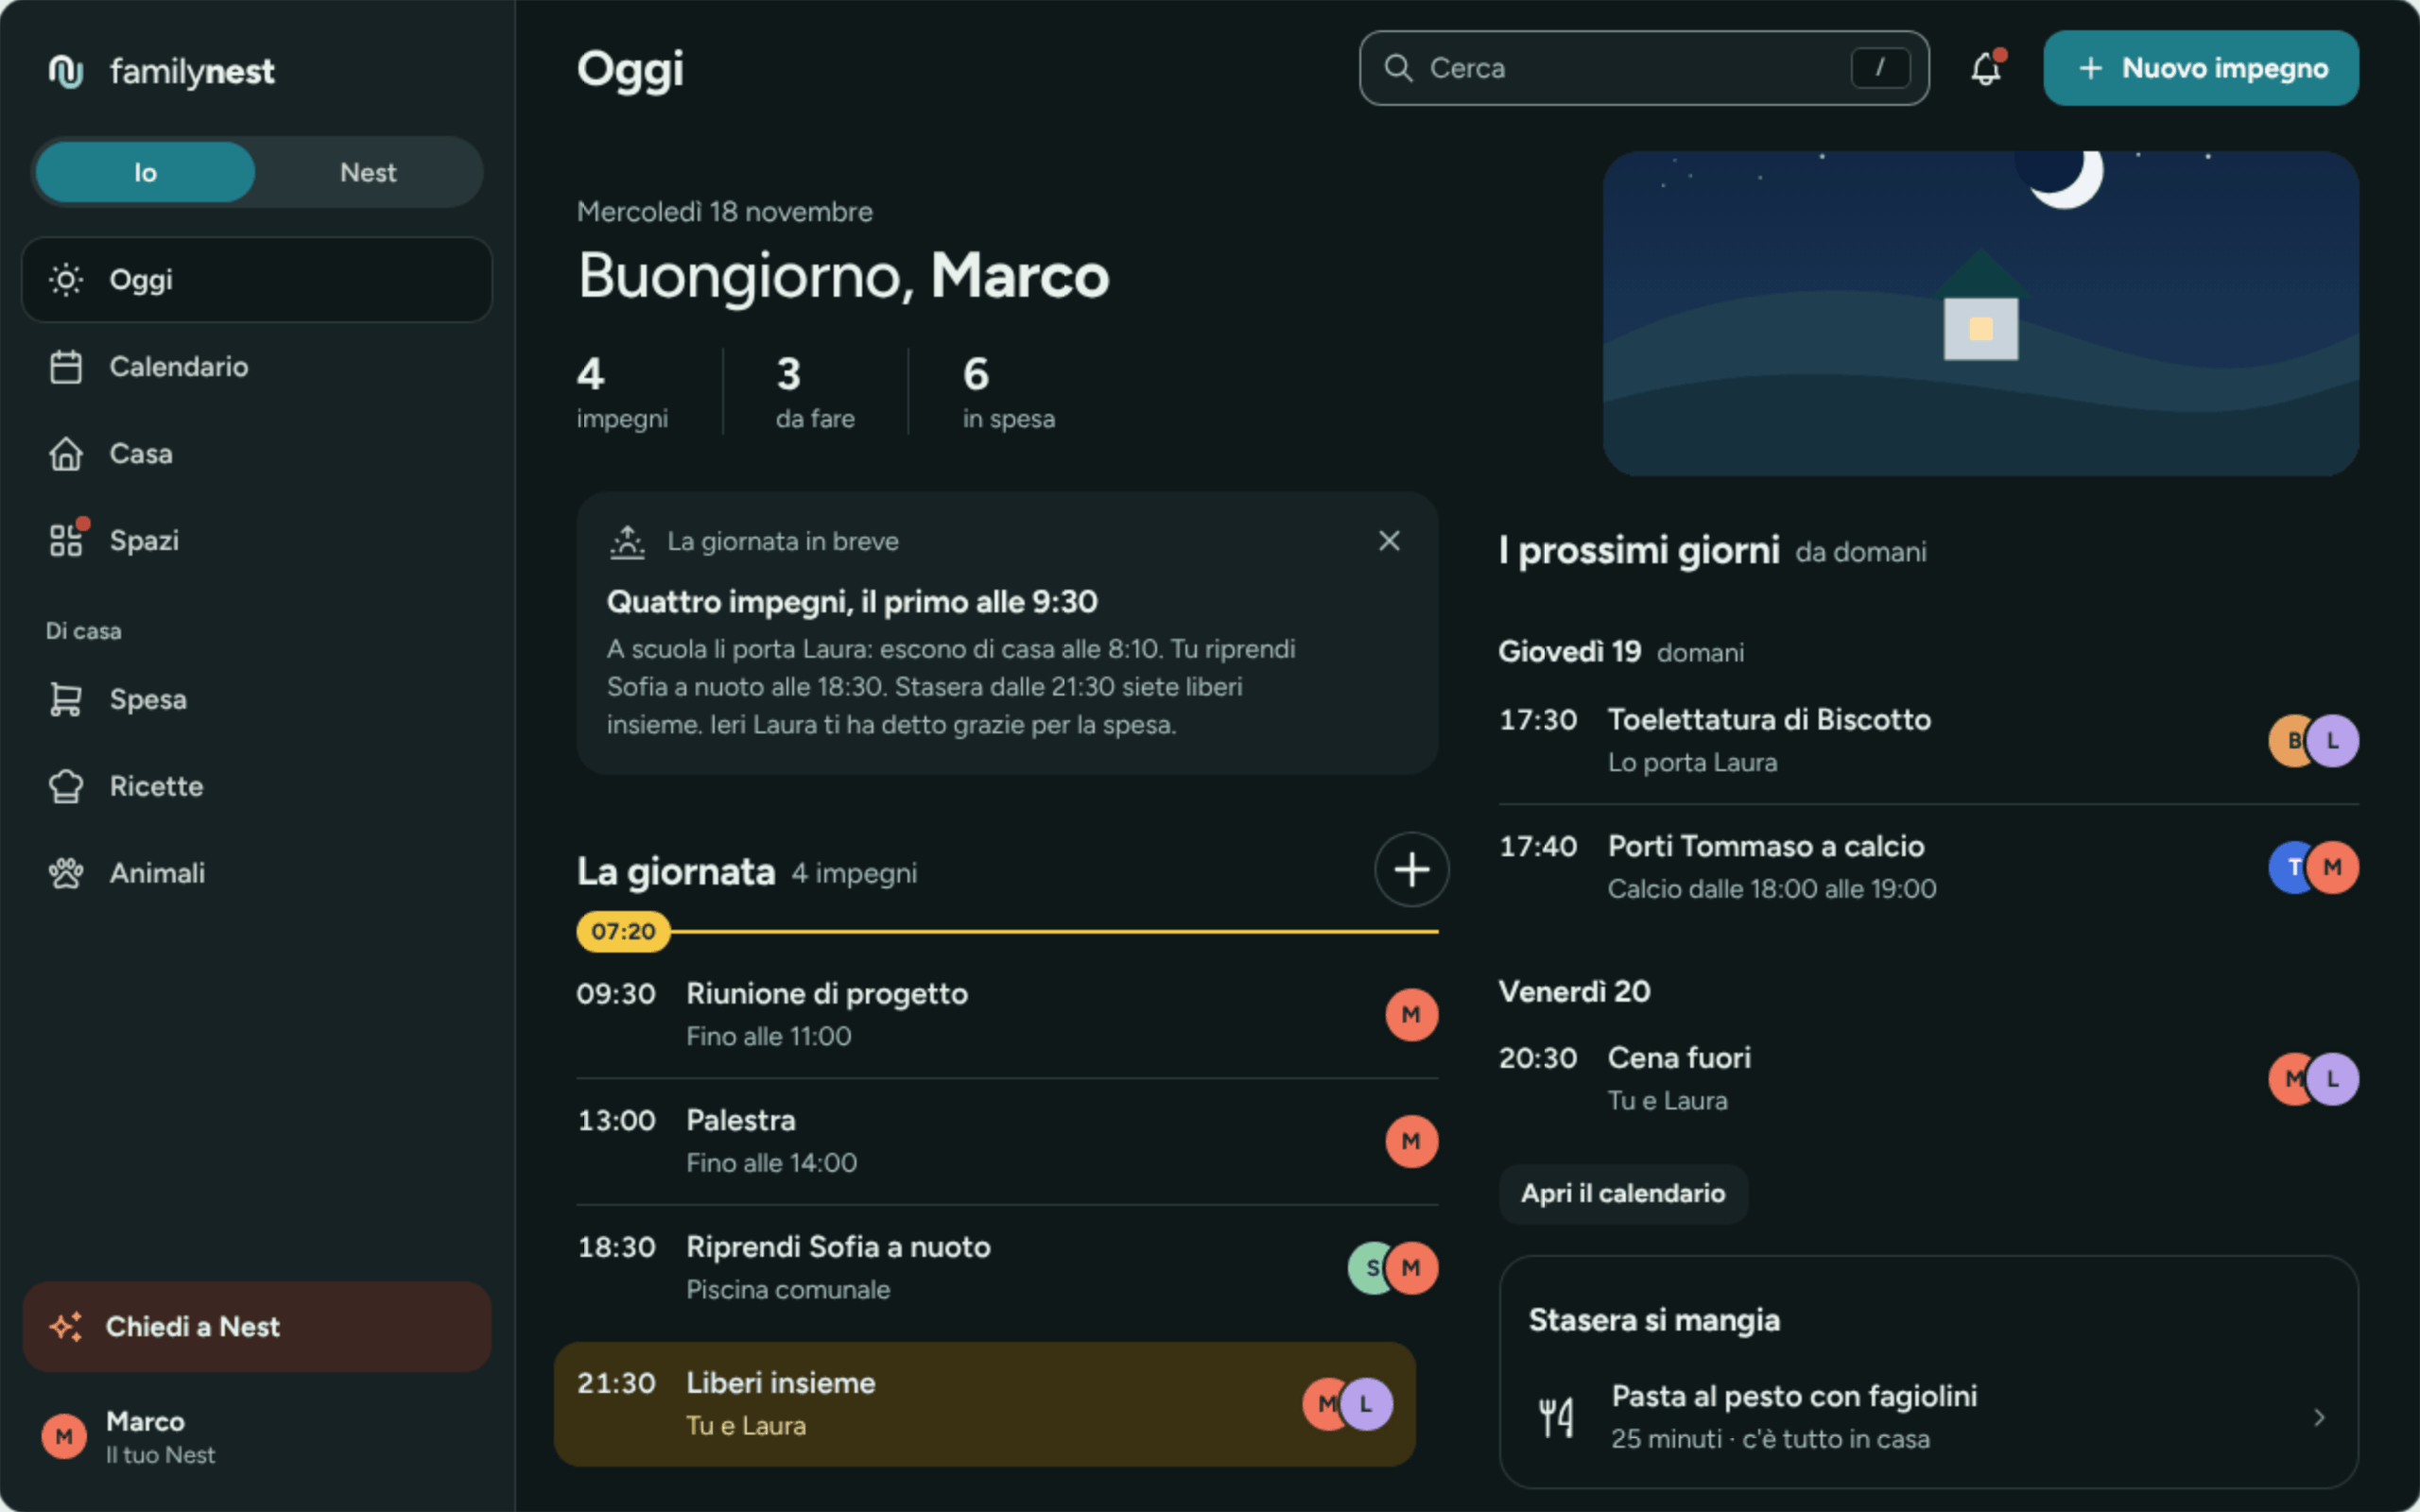 familynest
Io
Nest
Oggi
Calendario
Casa
Spazi
Di casa
Spesa
Ricette
Animali
Chiedi a Nest
M
Marco
Il tuo Nest
Oggi
Cerca
/
Nuovo impegno
Mercoledì 18 novembre
Buongiorno, Marco
4
impegni
3
da fare
6
in spesa
La giornata in breve
Quattro impegni, il primo alle 9:30
A scuola li porta Laura: escono di casa alle 8:10. Tu riprendi
Sofia a nuoto alle 18:30. Stasera dalle 21:30 siete liberi
insieme. Ieri Laura ti ha detto grazie per la spesa.
La giornata 4 impegni
07:20
09:30 Riunione di progetto
Fino alle 11:00
M
13:00 Palestra
Fino alle 14:00
M
18:30 Riprendi Sofia a nuoto
Piscina comunale
S M
21:30 Liberi insieme
Tu e Laura
M L
I prossimi giorni da domani
Giovedì 19 domani
17:30 Toelettatura di Biscotto
Lo porta Laura
B L
17:40 Porti Tommaso a calcio
Calcio dalle 18:00 alle 19:00
T M
Venerdì 20
20:30 Cena fuori
Tu e Laura
M L
Apri il calendario
Stasera si mangia
Pasta al pesto con fagiolini
25 minuti · c'è tutto in casa